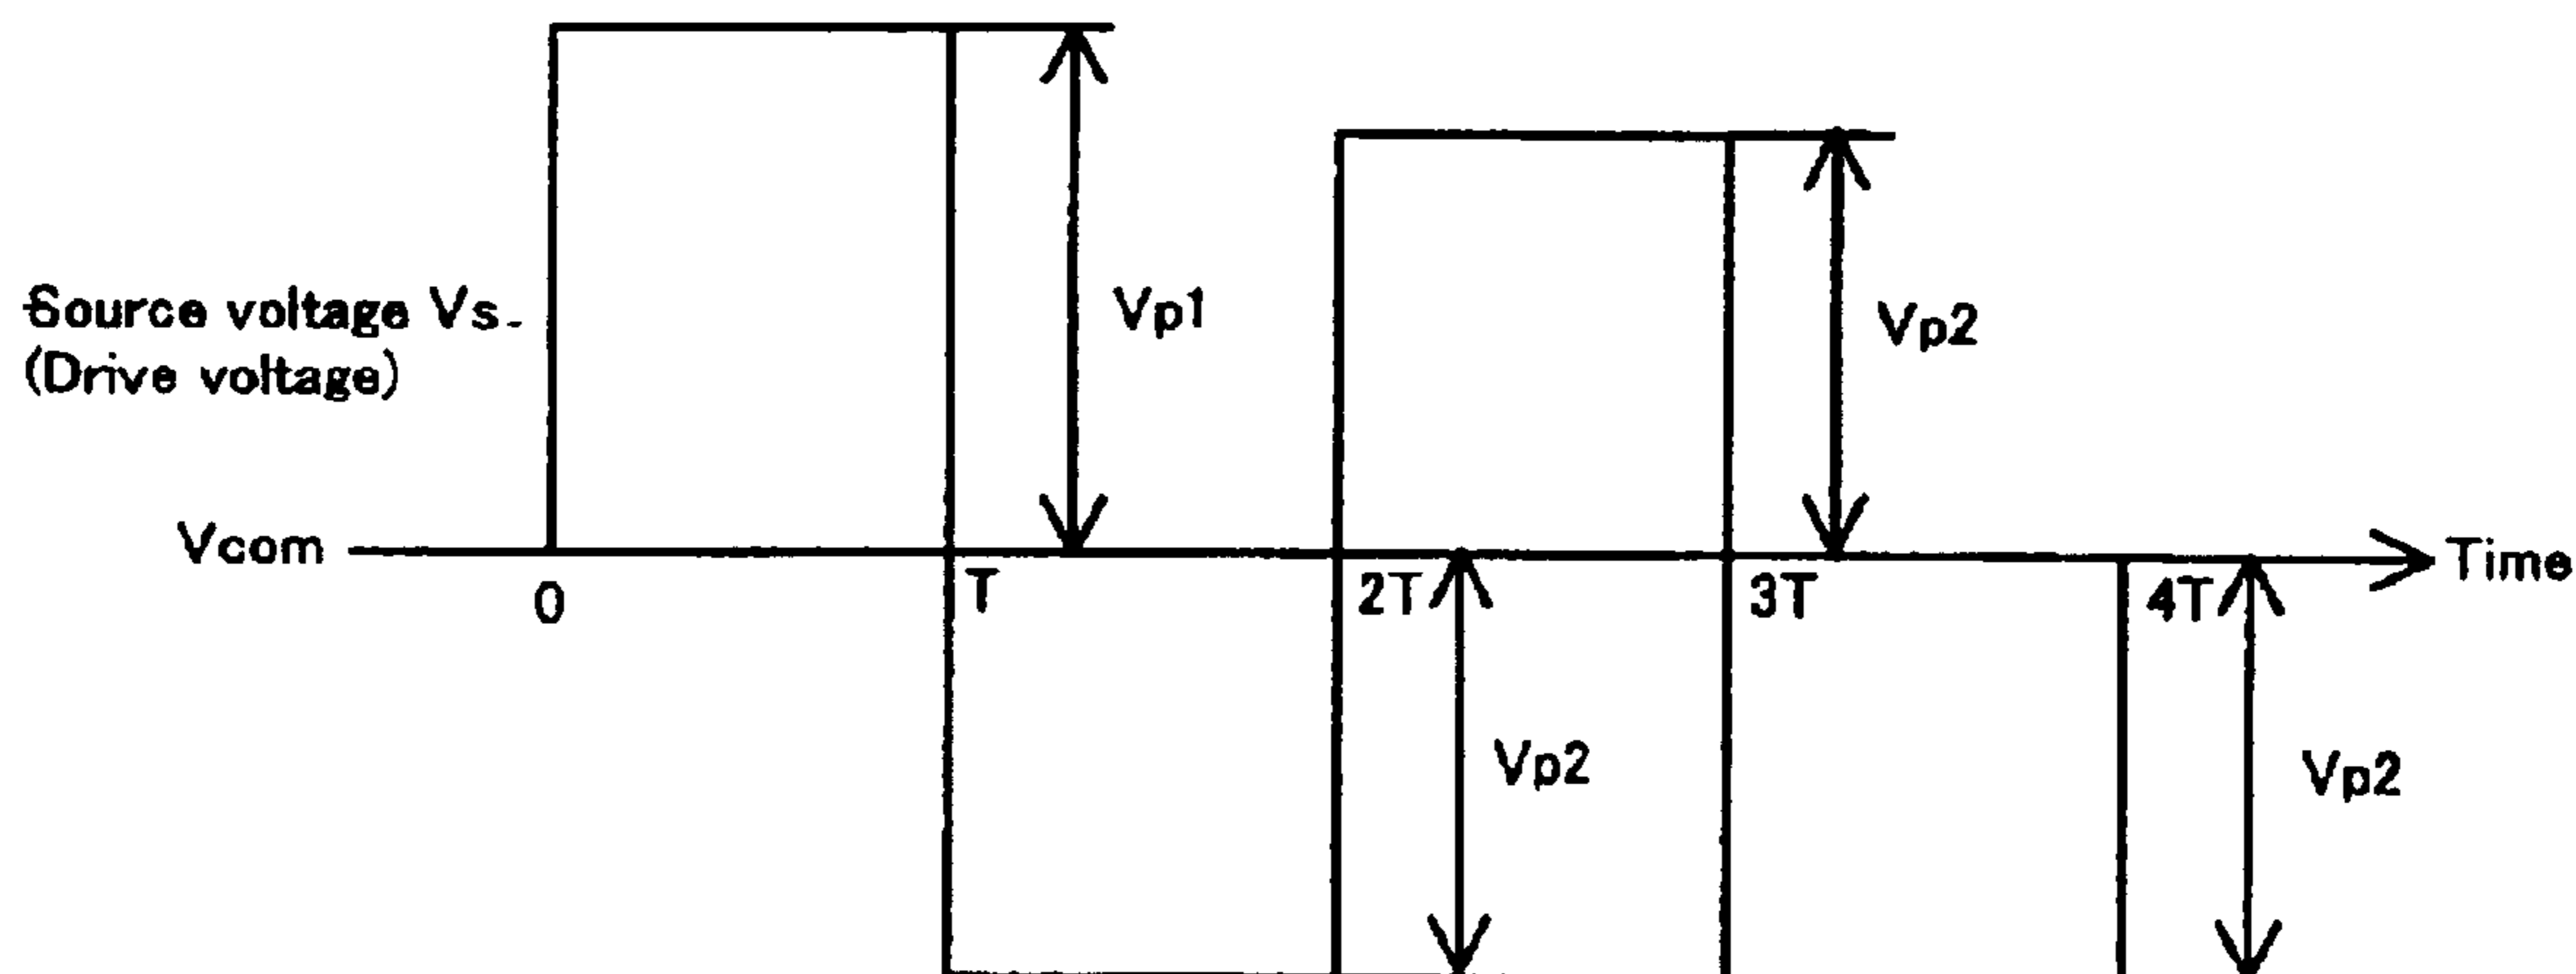 Source voltage Vs
(Drive voltage)
Vp1
Vp2
Vcom
Time
0
T
2T
3T
4T
Vp2
Vp2